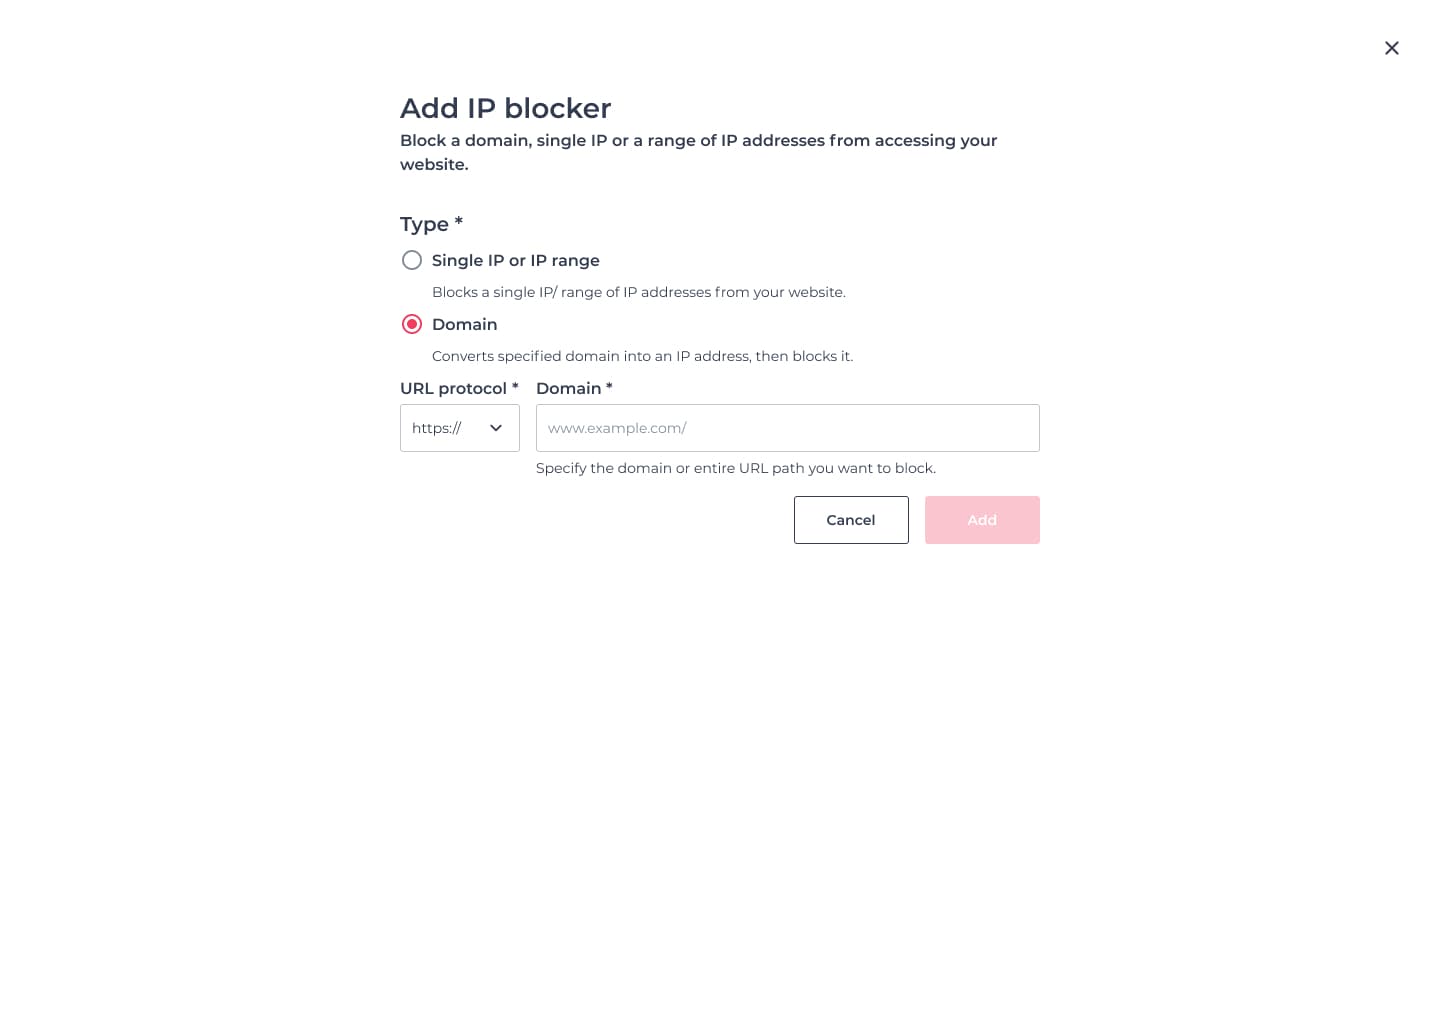 Add IP blocker
Block a domain, single IP or a range of IP addresses from accessing your
website.
Type *
Single IP or IP range
Blocks a single IP/ range of IP addresses from your website.
Domain
Converts specified domain into an IP address, then blocks it.
URL protocol * Domain *
https:// www.example.com/
Specify the domain or entire URL path you want to block.
Cancel Add